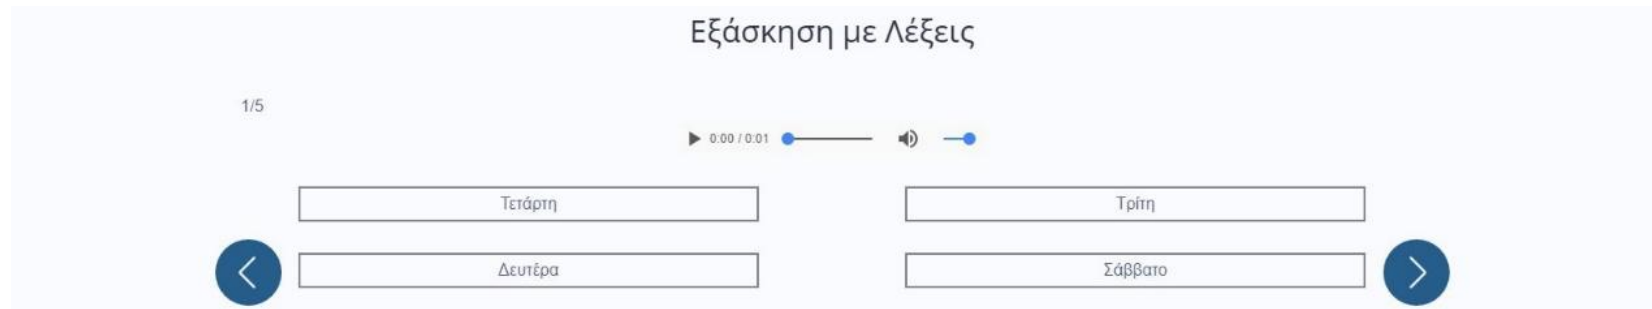 Εξάσκηση με Λέξεις
1/5
0:00 / 0:01
Τετάρτη
Τρίτη
Δευτέρα
Σάββατο